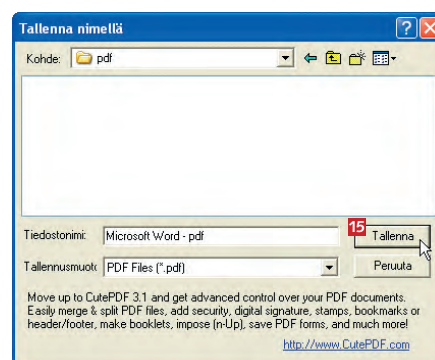 Tallenna nimellä
Kohde: pdf
Tiedostonimi: Microsoft Word - pdf
15 Tallenna
Tallennusmuoto PDF Files (*.pdf) Peruuta
Move up to CutePDF 3.1 and get advanced control over your PDF documents.
Easily merge & split PDF files, add security, digital signature, stamps, bookmarks or
header/footer, make booklets, impose (n-Up), save PDF forms, and much more!
http://www.CutePDF.com